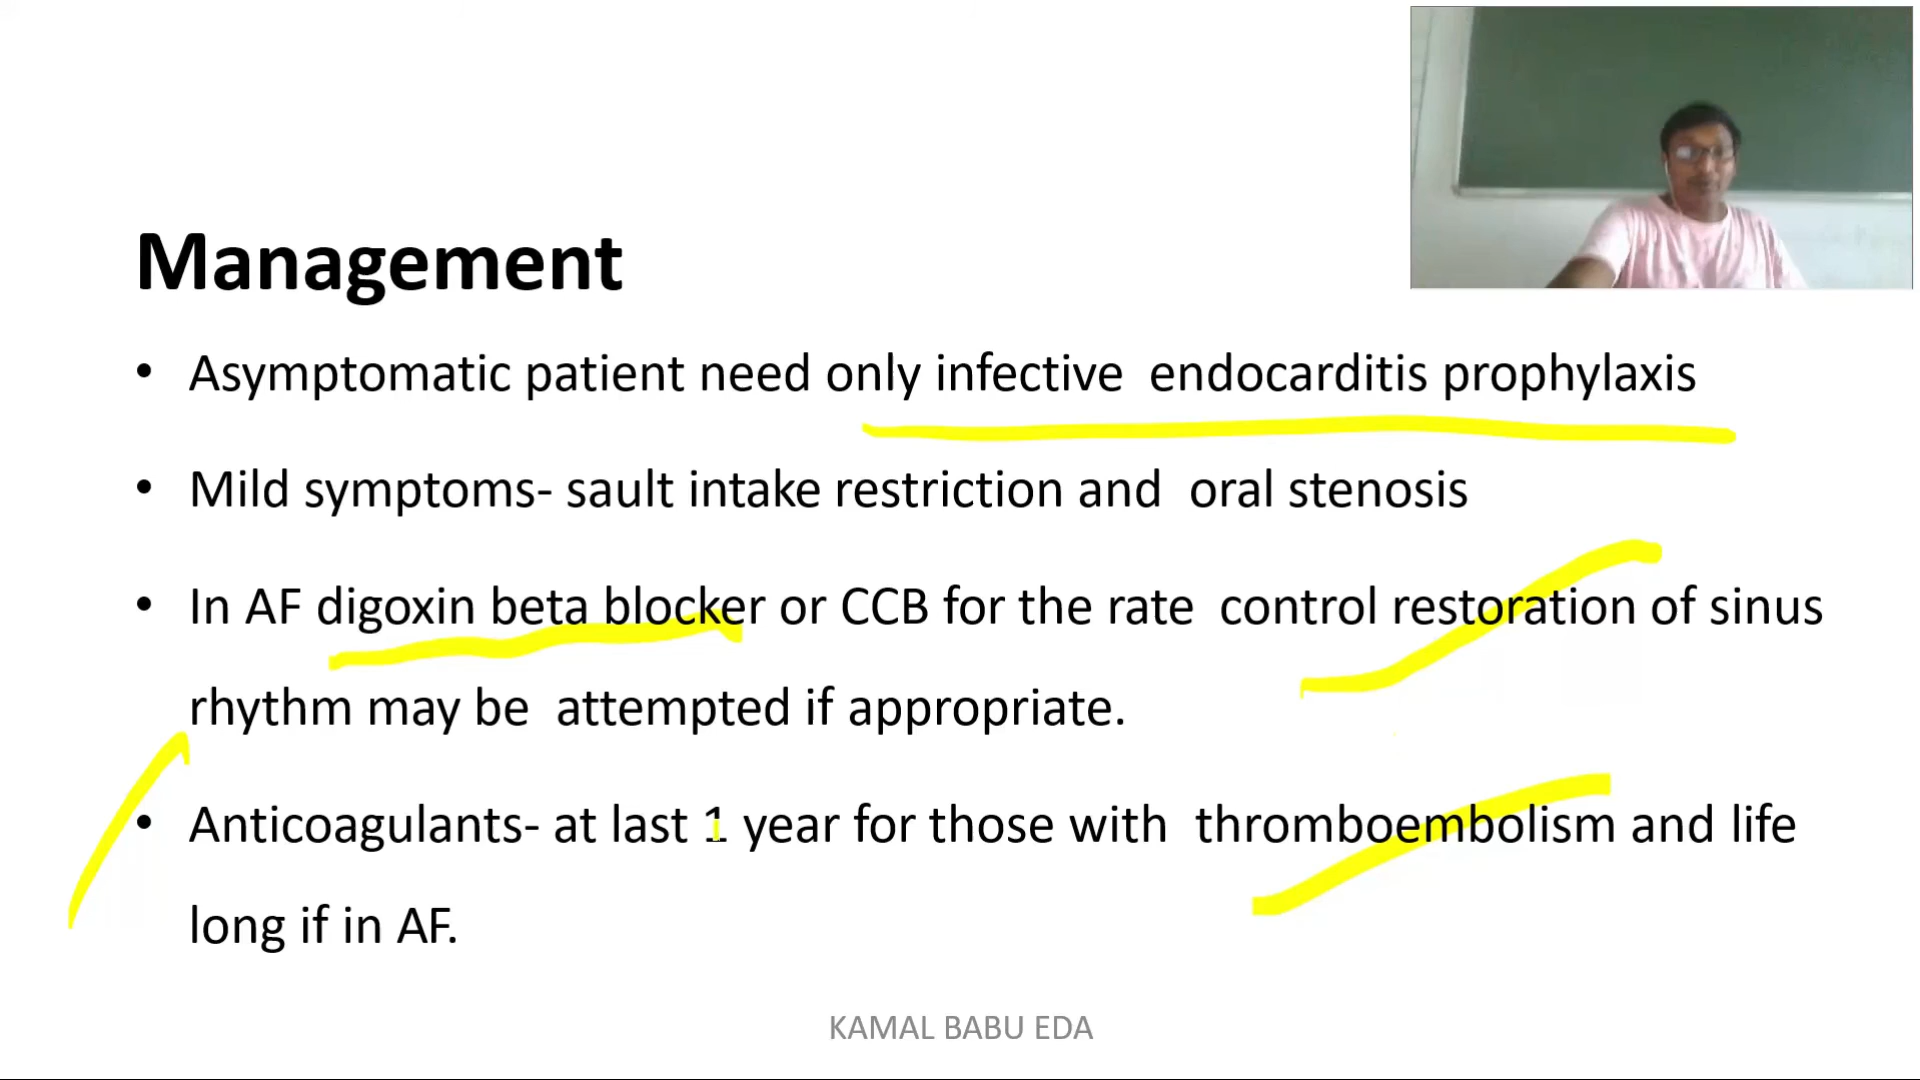 Management
• Asymptomatic patient need only infective endocarditis prophylaxis
• Mild symptoms- sault intake restriction and oral stenosis
• In AF digoxin beta blocker or CCB for the rate control restoration of sinus
rhythm may be attempted if appropriate.
• Anticoagulants- at last 1 year for those with thromboembolism and life
long if in AF.
KAMAL BABU EDA